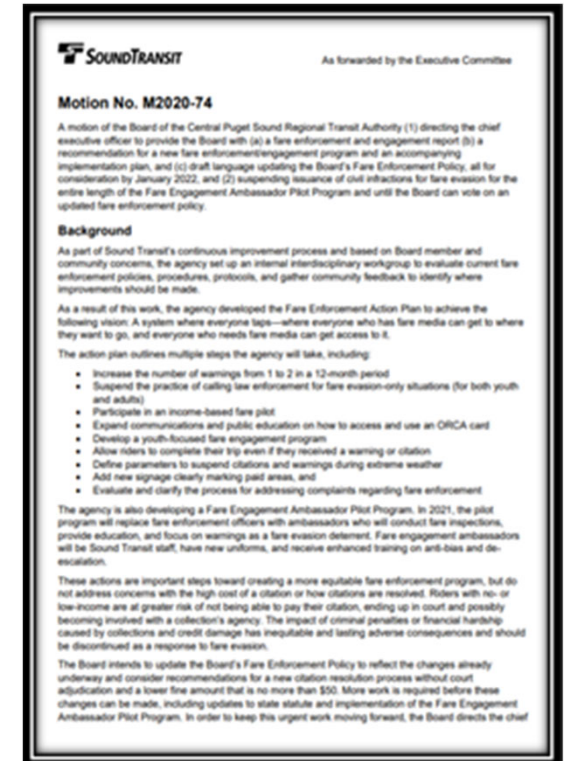 SOUNDTRANSIT
As forwarded by the Executive Committee
Motion No. M2020-74
A motion of the Board of the Central Puget Sound Regional Transit Authority (1) directing the chief
executive officer to provide the Board with (a) a fare enforcement and engagement report (b) a
recommendation for a new fare enforcement/engagement program and an accompanying
implementation plan, and (c) draft language updating the Board's Fare Enforcement Policy, all for
consideration by January 2022, and (2) suspending issuance of civil infractions for fare evasion for the
entire length of the Fare Engagement Ambassador Pilot Program and until the Board can vote on an
updated fare enforcement policy.
Background
As part of Sound Transit's continuous improvement process and based on Board member and
community concerns, the agency set up an internal interdisciplinary workgroup to evaluate current fare
enforcement policies, procedures, protocols, and gather community feedback to identify where
improvements should be made.
As a result of this work, the agency developed the Fare Enforcement Action Plan to achieve the
following vision: A system where everyone taps—where everyone who has fare media can get to where
they want to go, and everyone who needs fare media can get access to it.
The action plan outlines multiple steps the agency will take, including:
• Increase the number of warnings from 1 to 2 in a 12-month period
• Suspend the practice of calling law enforcement for fare evasion-only situations (for both youth
and adults)
• Participate in an income-based fare pilot
• Expand communications and public education on how to access and use an ORCA card
• Develop a youth-focused fare engagement program
• Allow riders to complete their trip even if they received a warning or citation
• Define parameters to suspend citations and warnings during extreme weather
• Add new signage clearly marking paid areas, and
• Evaluate and clarify the process for addressing complaints regarding fare enforcement
The agency is also developing a Fare Engagement Ambassador Pilot Program. In 2021, the pilot
program will replace fare enforcement officers with ambassadors who will conduct fare inspections,
provide education, and focus on warnings as a fare evasion deterrent. Fare engagement ambassadors
will be Sound Transit staff, have new uniforms, and receive enhanced training on anti-bias and de-
escalation.
These actions are important steps toward creating a more equitable fare enforcement program, but do
not address concerns with the high cost of a citation or how citations are resolved. Riders with no- or
low-income are at greater risk of not being able to pay their citation, ending up in court and possibly
becoming involved with a collection's agency. The impact of criminal penalties or financial hardship
caused by collections and credit damage has inequitable and lasting adverse consequences and should
be discontinued as a response to fare evasion.
The Board intends to update the Board's Fare Enforcement Policy to reflect the changes already
underway and consider recommendations for a new citation resolution process without court
adjudication and a lower fine amount that is no more than $50. More work is required before these
changes can be made, including updates to state statute and implementation of the Fare Engagement
Ambassador Pilot Program. In order to keep this urgent work moving forward, the Board directs the chief